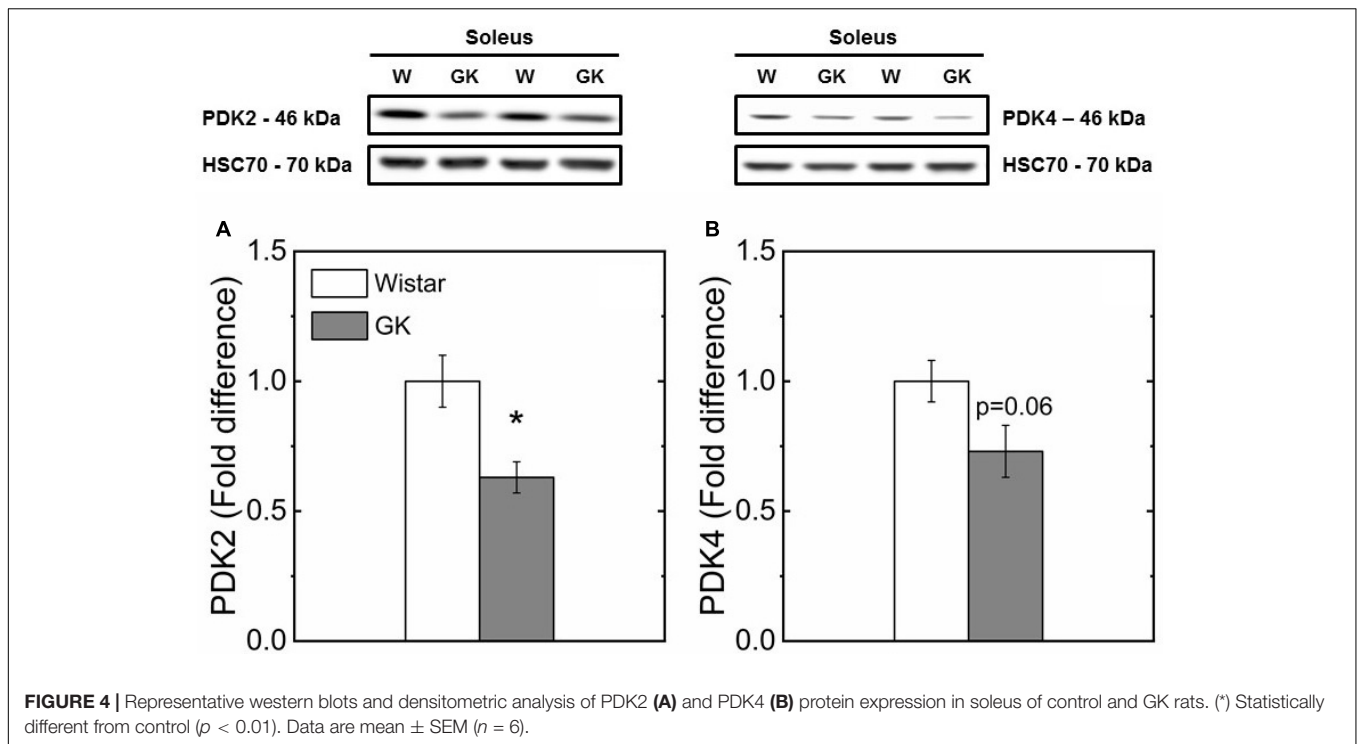 Soleus
W GK W GK
PDK2 - 46 kDa
HSC70 - 70 kDa
Soleus
W GK W GK
PDK4 – 46 kDa
HSC70 - 70 kDa
A
PDK2 (Fold difference)
1.5
1.0
0.5
0.0
Wistar
GK
*
B
PDK4 (Fold difference)
1.5
1.0
0.5
0.0
p=0.06
FIGURE 4 | Representative western blots and densitometric analysis of PDK2 (A) and PDK4 (B) protein expression in soleus of control and GK rats. (*) Statistically
different from control (p < 0.01). Data are mean ± SEM (n = 6).